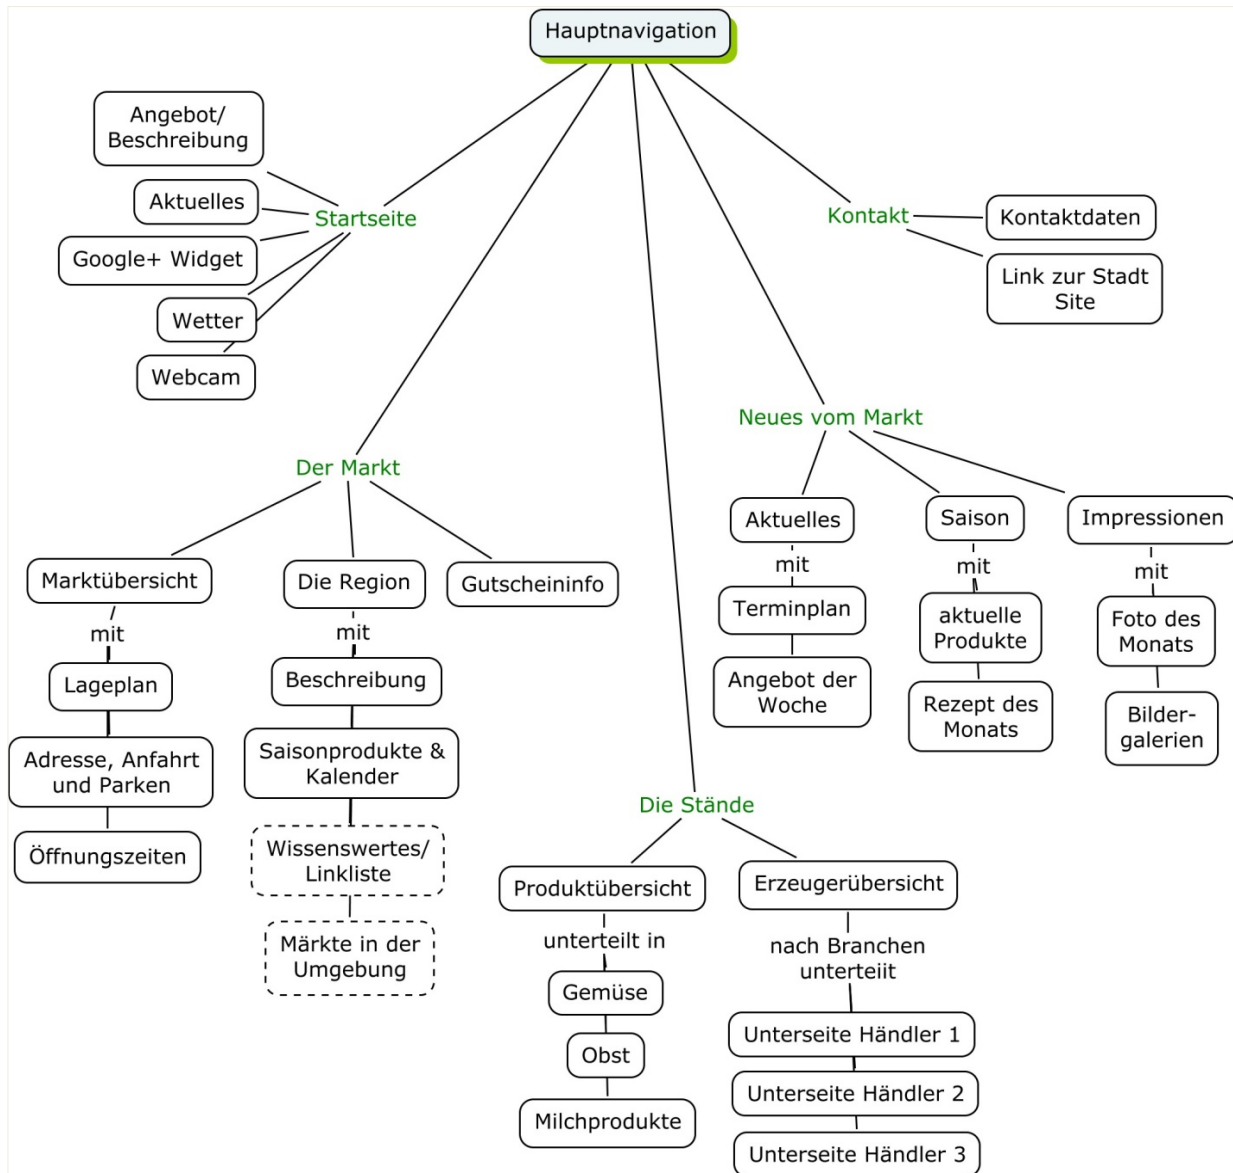 Hauptnavigation
Angebot/
Beschreibung
Aktuelles
Startseite
Google+ Widget
Wetter
Webcam
Kontakt
Kontaktdaten
Link zur Stadt
Site
Der Markt
Marktübersicht
mit
Lageplan
Adresse, Anfahrt
und Parken
Öffnungszeiten
Die Region
mit
Beschreibung
Saisonprodukte &
Kalender
Wissenswertes/
Linkliste
Märkte in der
Umgebung
Gutscheininfo
Neues vom Markt
Aktuelles
mit
Terminplan
Angebot der
Woche
Saison
mit
aktuelle
Produkte
Rezept des
Monats
Impressionen
mit
Foto des
Monats
Bilder-
galerien
Die Stände
Produktübersicht
unterteilt in
Gemüse
Obst
Milchprodukte
Erzeugerübersicht
nach Branchen
unterteiit
Unterseite Händler 1
Unterseite Händler 2
Unterseite Händler 3